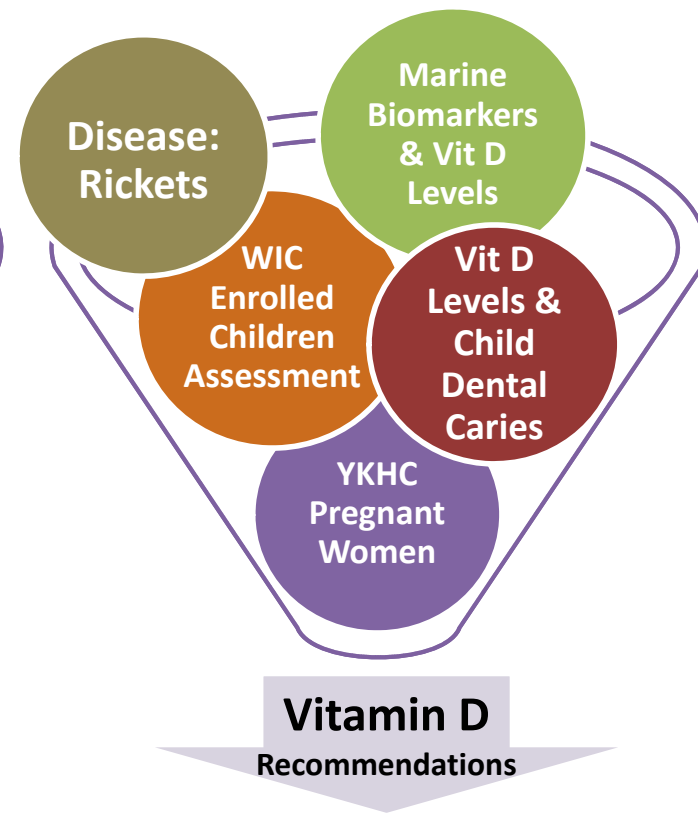 Disease:
Rickets
Marine
Biomarkers
& Vit D
Levels
WIC
Enrolled
Children
Assessment
Vit D
Levels &
Child
Dental
Caries
YKHC
Pregnant
Women
Vitamin D
Recommendations